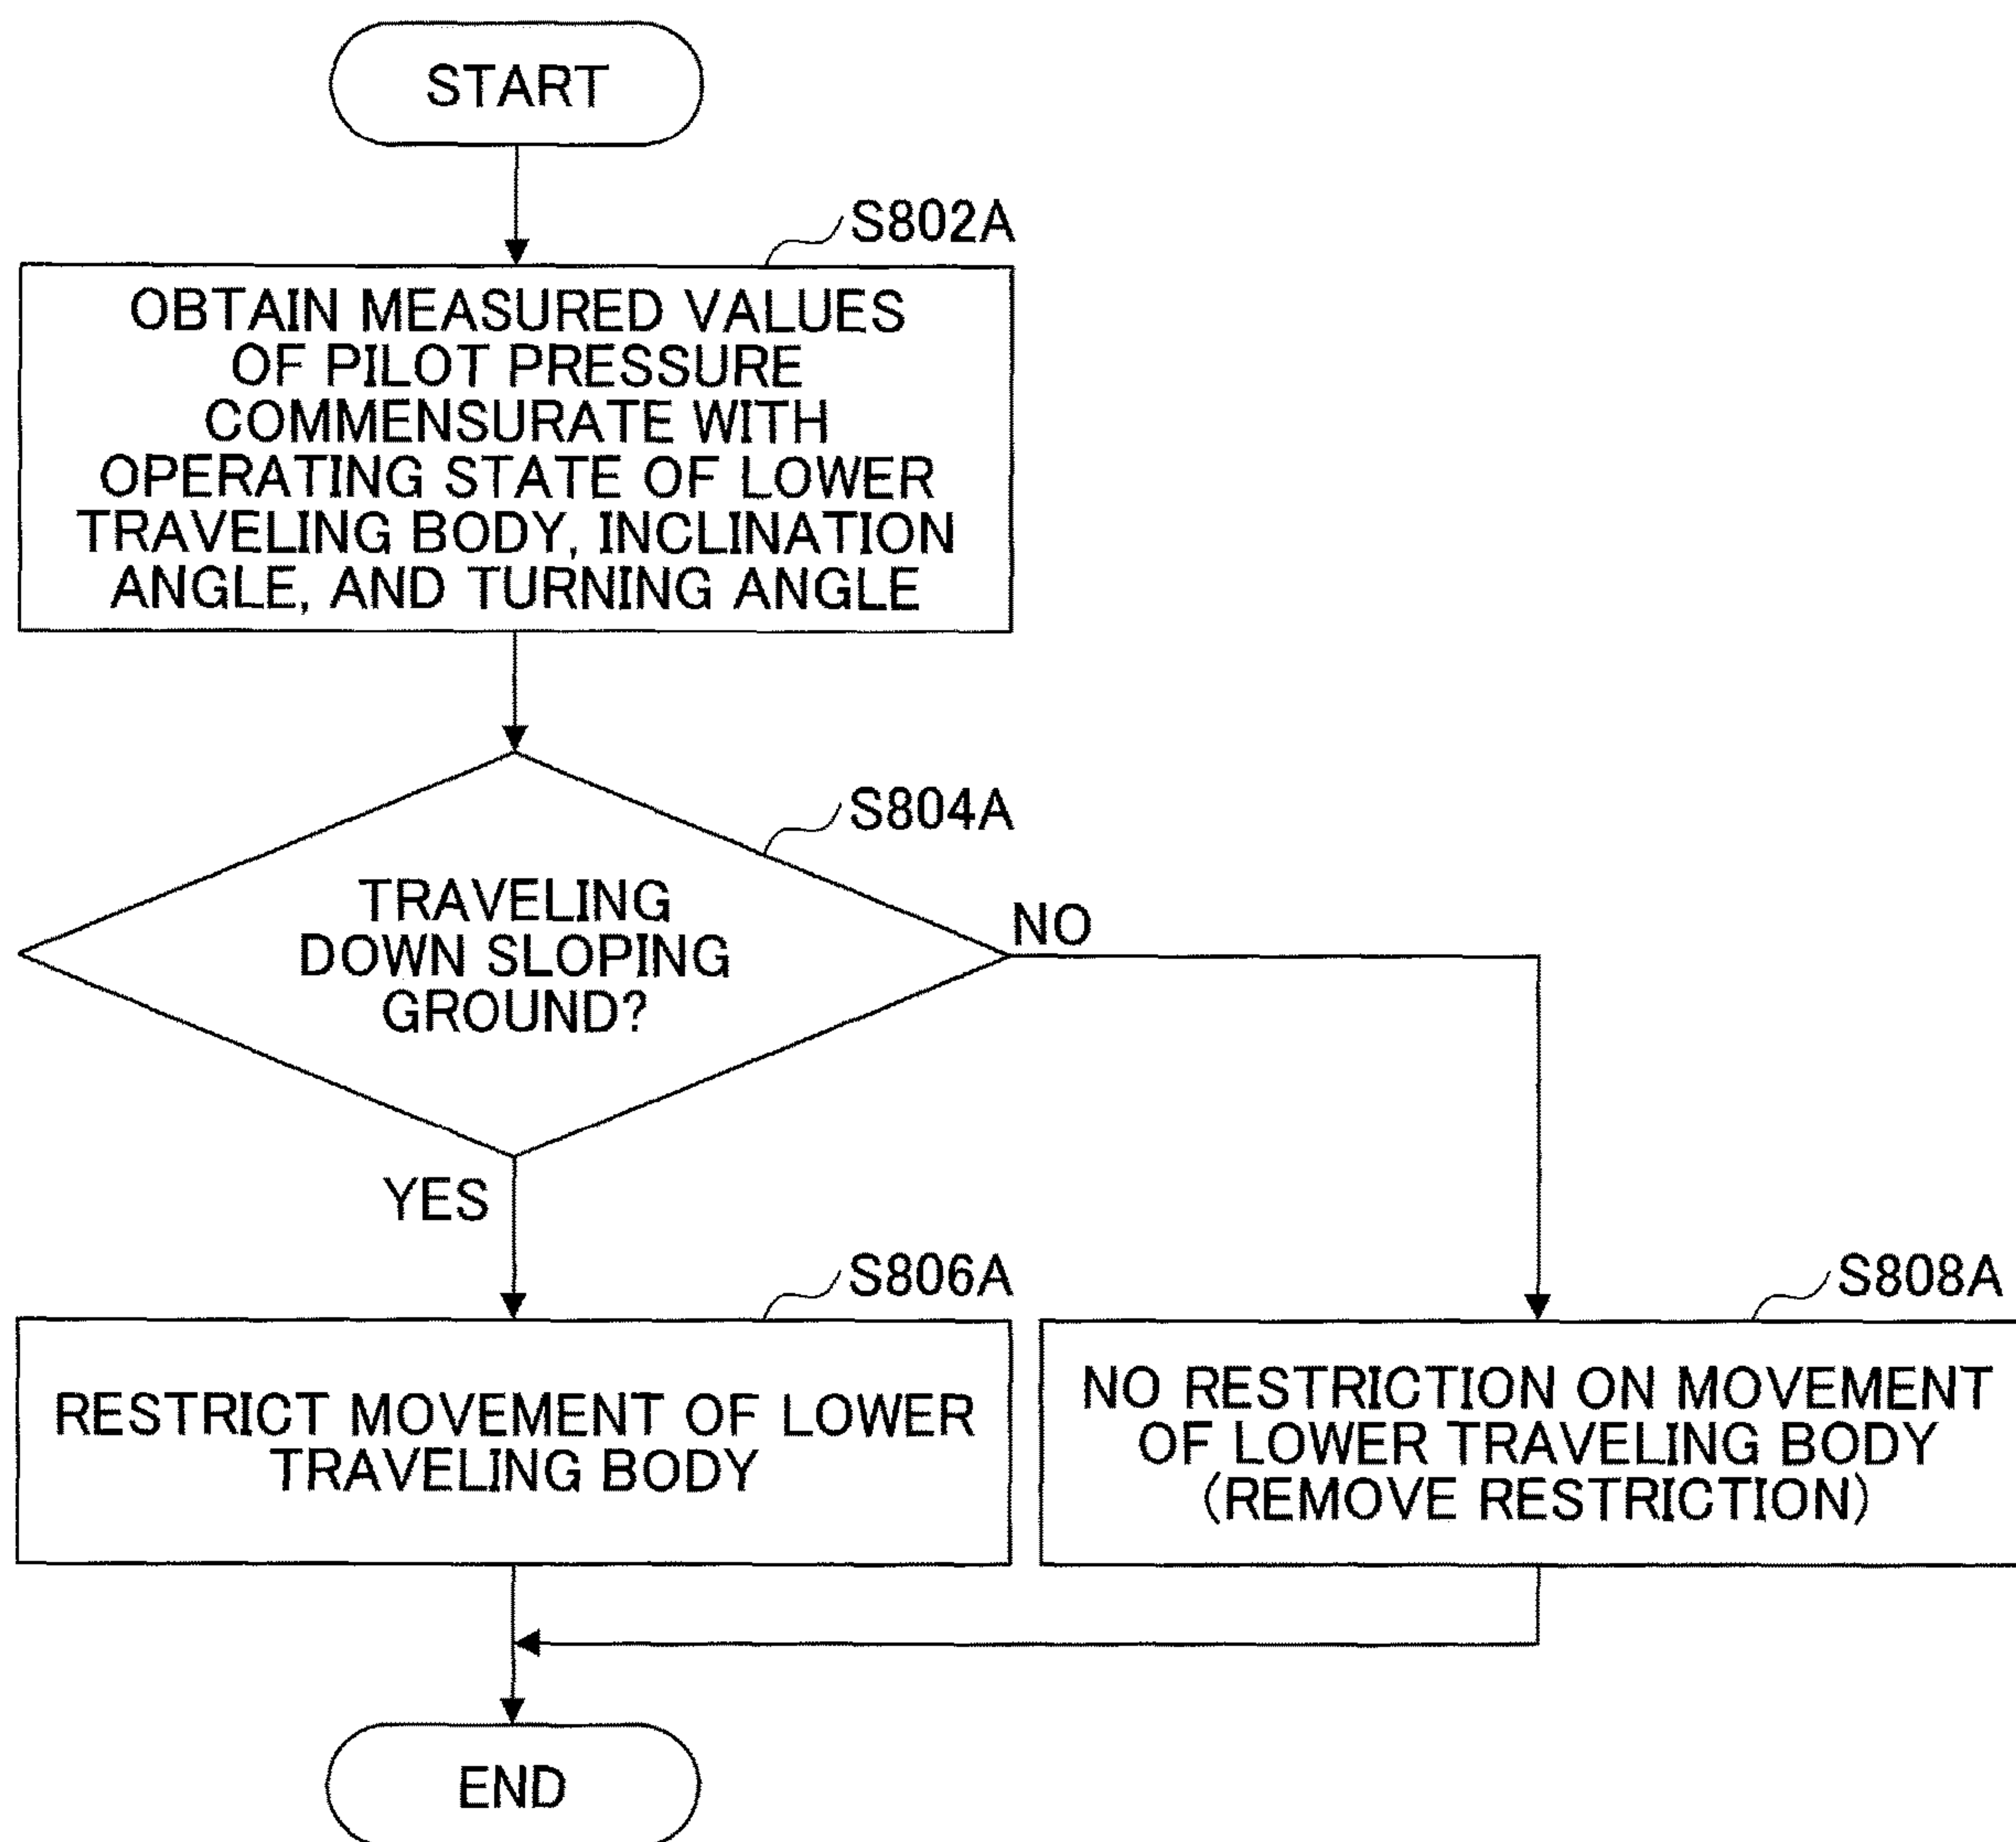 START
S802A
OBTAIN MEASURED VALUES
OF PILOT PRESSURE
COMMENSURATE WITH
OPERATING STATE OF LOWER
TRAVELING BODY, INCLINATION
ANGLE, AND TURNING ANGLE
S804A
TRAVELING
DOWN SLOPING
GROUND?
NO
YES
S806A
RESTRICT MOVEMENT OF LOWER
TRAVELING BODY
S808A
NO RESTRICTION ON MOVEMENT
OF LOWER TRAVELING BODY
(REMOVE RESTRICTION)
END